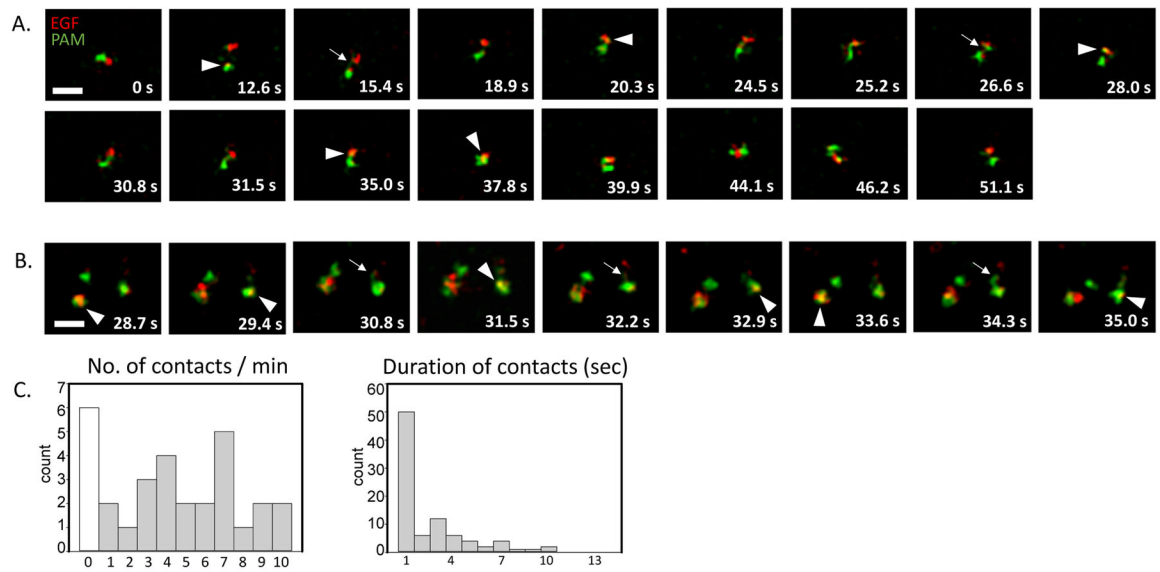 A.
EGF
PAM
0 s 12.6 s 15.4 s 18.9 s 20.3 s 24.5 s 25.2 s 26.6 s 28.0 s
30.8 s 31.5 s 35.0 s 37.8 s 39.9 s 44.1 s 46.2 s 51.1 s
B.
28.7 s 29.4 s 30.8 s 31.5 s 32.2 s 32.9 s 33.6 s 34.3 s 35.0 s
C.
No. of contacts / min
7
6
5
4
3
2
1
0
count
0 1 2 3 4 5 6 7 8 9 10
Duration of contacts (sec)
60
50
40
30
20
10
0
count
1 4 7 10 13